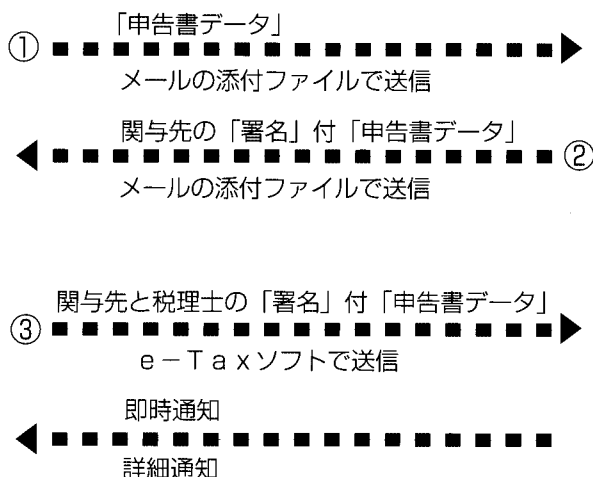 「申告書データ」
①
メールの添付ファイルで送信
関与先の「署名」付「申告書データ」
②
メールの添付ファイルで送信
関与先と税理士の「署名」付「申告書データ」
③
e－Taxソフトで送信
即時通知
詳細通知